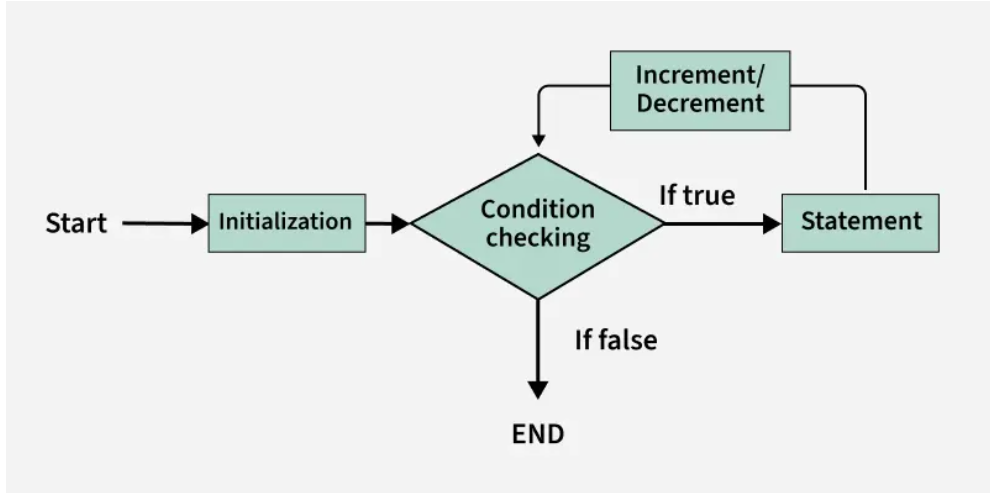 Increment/
Decrement
Start
Initialization
Condition
checking
If true
Statement
If false
END